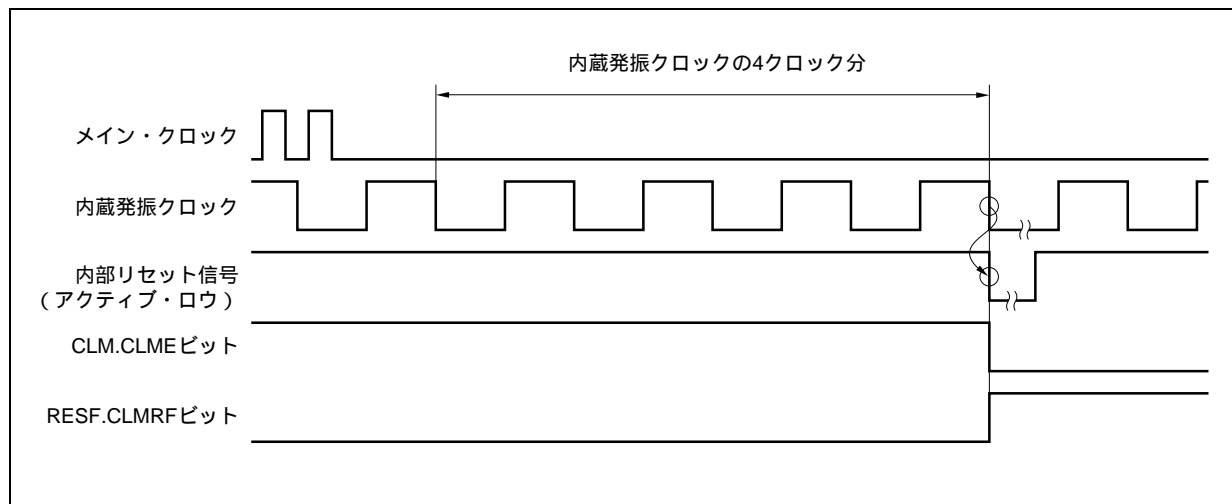 内蔵発振クロックの4クロック分
メイン・クロック
内蔵発振クロック
内部リセット信号
（アクティブ・ロウ）
CLM.CLMEビット
RESF.CLMRFビット